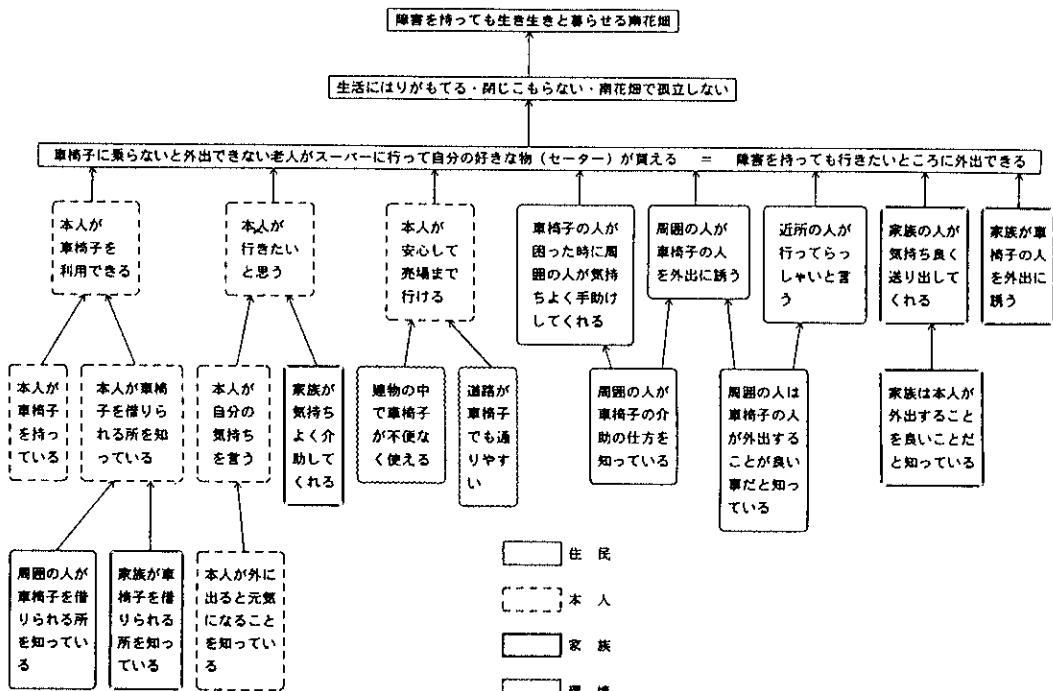 障害を持っても生き生きと暮らせる南花畑
生活にはりがもてる・閉じこもらない・南花畑で孤立しない
車椅子に乗らないと外出できない老人がスーパーに行って自分の好きな物（セーター）が買える ＝ 障害を持っても行きたいところに外出できる
本人が
車椅子を
利用できる
本人が
行きたい
と思う
本人が
安心して
売場まで
行ける
車椅子の人が
困った時に周
囲の人が気持
ちよく手助け
してくれる
周囲の人が
車椅子の人
を外出に誘う
近所の人が
行ってらっ
しゃいと言
う
家族の人が
気持ち良く
送り出して
くれる
家族が車
椅子の人
を外出に
誘う
本人が
車椅子
を持っ
ている
本人が車椅
子を借りら
れる所を知
っている
本人が
自分の
気持ち
を言う
家族が
気持ち
よく介
助して
くれる
建物の中
で車椅子
が不便な
く使える
道路が
車椅子
でも通
りやす
い
周囲の人が
車椅子の介
助の仕方を
知っている
周囲の人は
車椅子の人
が外出する
ことが良い
事だと知っ
ている
家族は本人が
外出すること
を良いことだ
と知っている
周囲の人が
車椅子を借
りられる所
を知ってい
る
家族が車
椅子を借
りられる
所を知っ
ている
本人が外に
出ると元気
になること
を知ってい
る
住民
本人
家族
環境